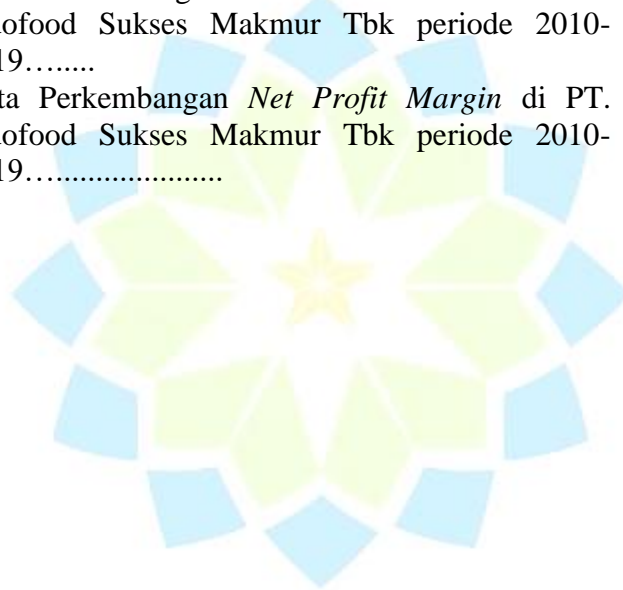 ofood Sukses Makmur Tbk periode 2010-
19….....
ta Perkembangan Net Profit Margin di PT.
ofood Sukses Makmur Tbk periode 2010-
19….....................